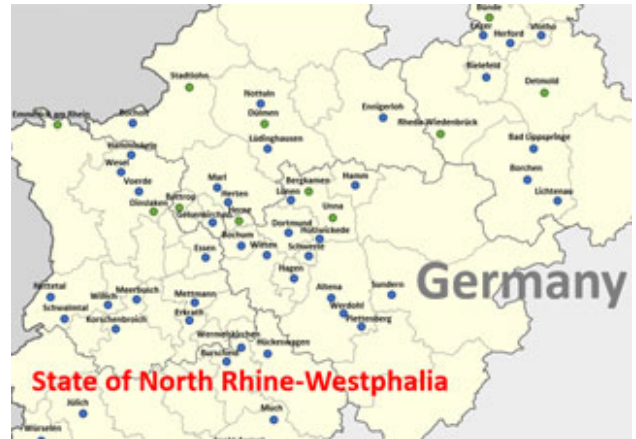 Bünde
Enger
Herford
Vlotho
Bielefeld
Stadtlohn
Detmold
Nottuln
Emmerich am Rhein
Bocholt
Dülmen
Ennigerloh
Rheda-Wiedenbrück
Lüdinghausen
Bad Lippspringe
Hamminkeln
Wesel
Marl
Bergkamen
Hamm
Borchen
Voerde
Herten
Lünen
Lichtenau
Dinslaken
Bottrop
Gelsenkirchen
Herne
Unna
Dortmund
Holzwickede
Bochum
Witten
Schwerte
Essen
Hagen
Germany
Nettetal
Willich
Meerbusch
Mettmann
Altena
Sundern
Schwalmtal
Erkrath
Werdohl
Korschenbroich
Plettenberg
Wermelskirchen
Hückeswagen
Burscheid
State of North Rhine-Westphalia
Jülich
Much
Würselen